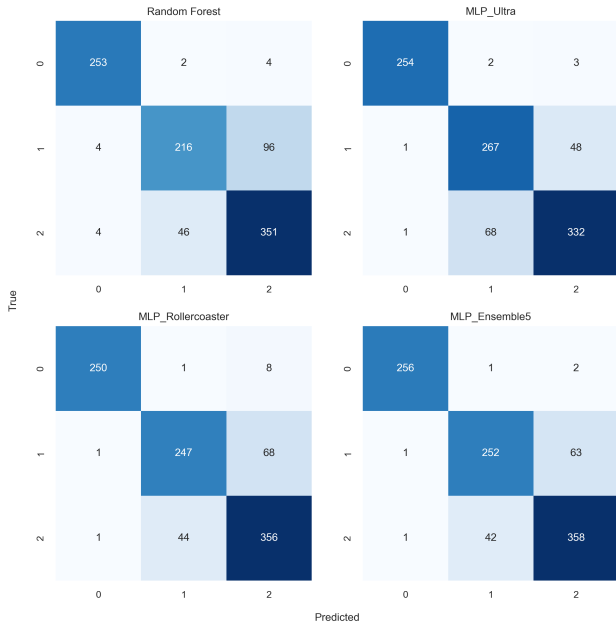 Random Forest
MLP_Ultra
0
253 2 4
0
254 2 3
1
4 216 96
1
1 267 48
2
4 46 351
2
1 68 332
0 1 2
0 1 2
True
MLP_Rollercoaster
MLP_Ensemble5
0
250 1 8
0
256 1 2
1
1 247 68
1
1 252 63
2
1 44 356
2
1 42 358
0 1 2
0 1 2
Predicted